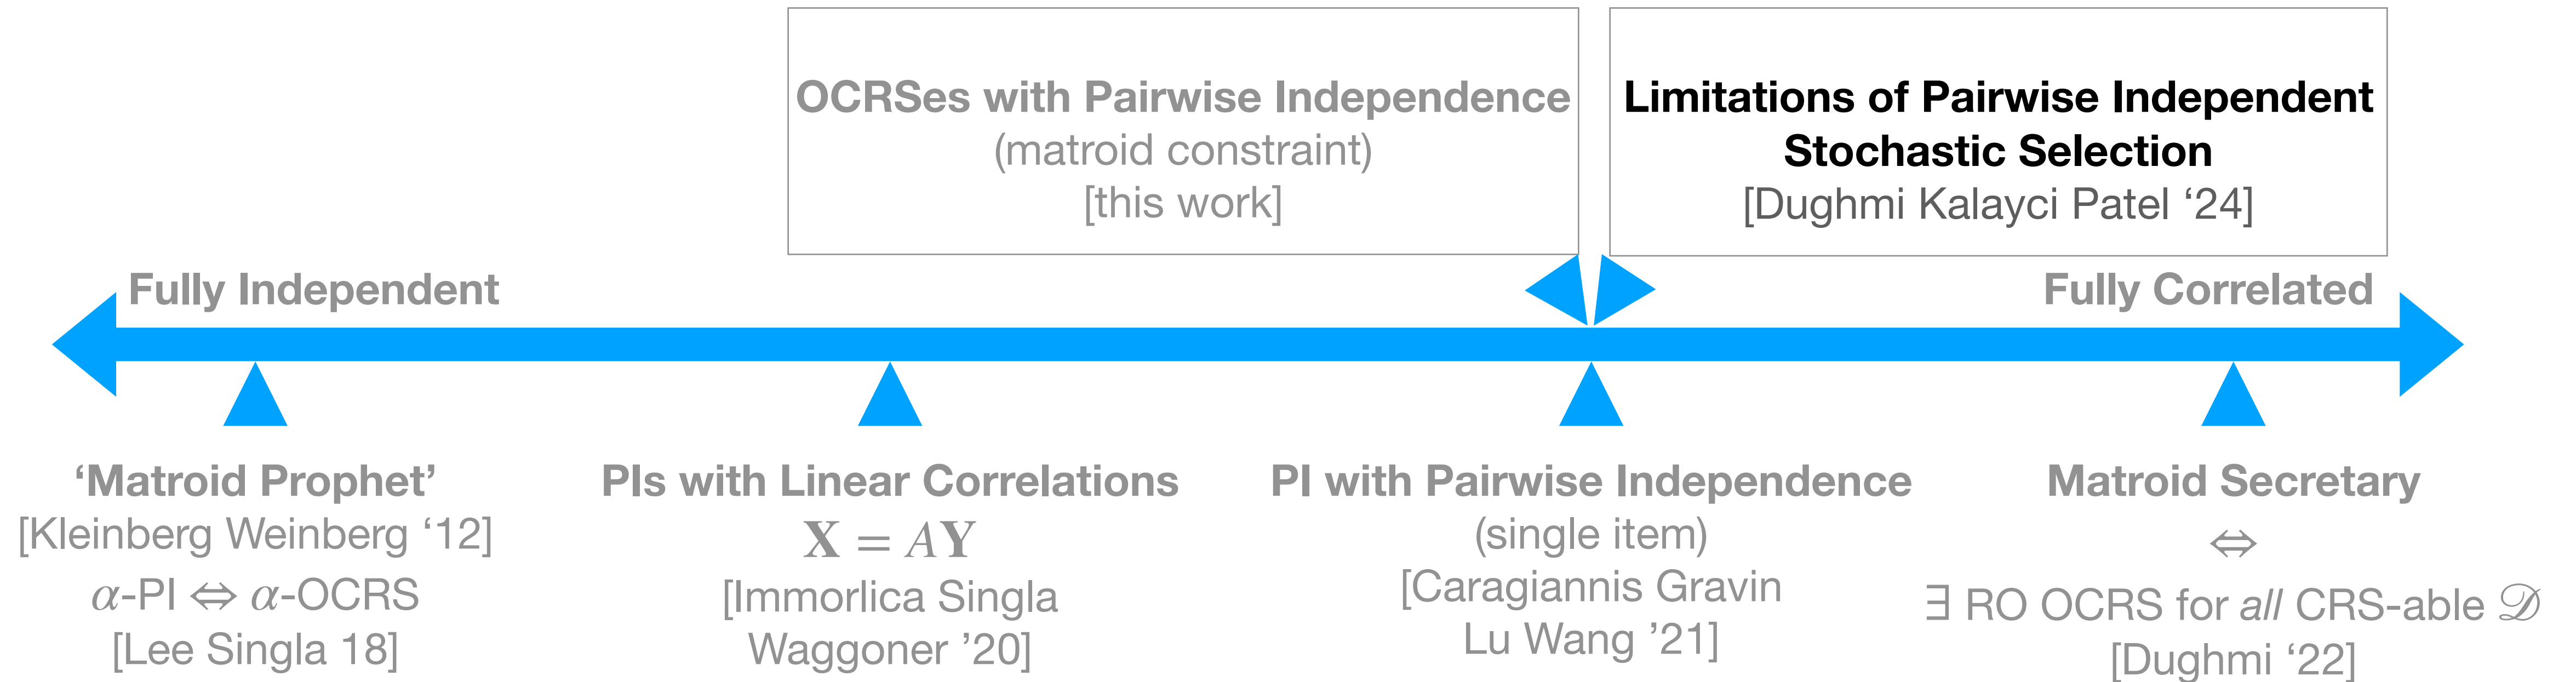 OCRSes with Pairwise Independence
(matroid constraint)
[this work]
Limitations of Pairwise Independent
Stochastic Selection
[Dughmi Kalayci Patel ‘24]
Fully Independent
Fully Correlated
‘Matroid Prophet’
[Kleinberg Weinberg ‘12]
α-PI ⇔ α-OCRS
[Lee Singla 18]
PIs with Linear Correlations
X = AY
[Immorlica Singla
Waggoner ’20]
PI with Pairwise Independence
(single item)
[Caragiannis Gravin
Lu Wang ’21]
Matroid Secretary
⇔
∃ RO OCRS for all CRS-able 𝒟
[Dughmi ‘22]